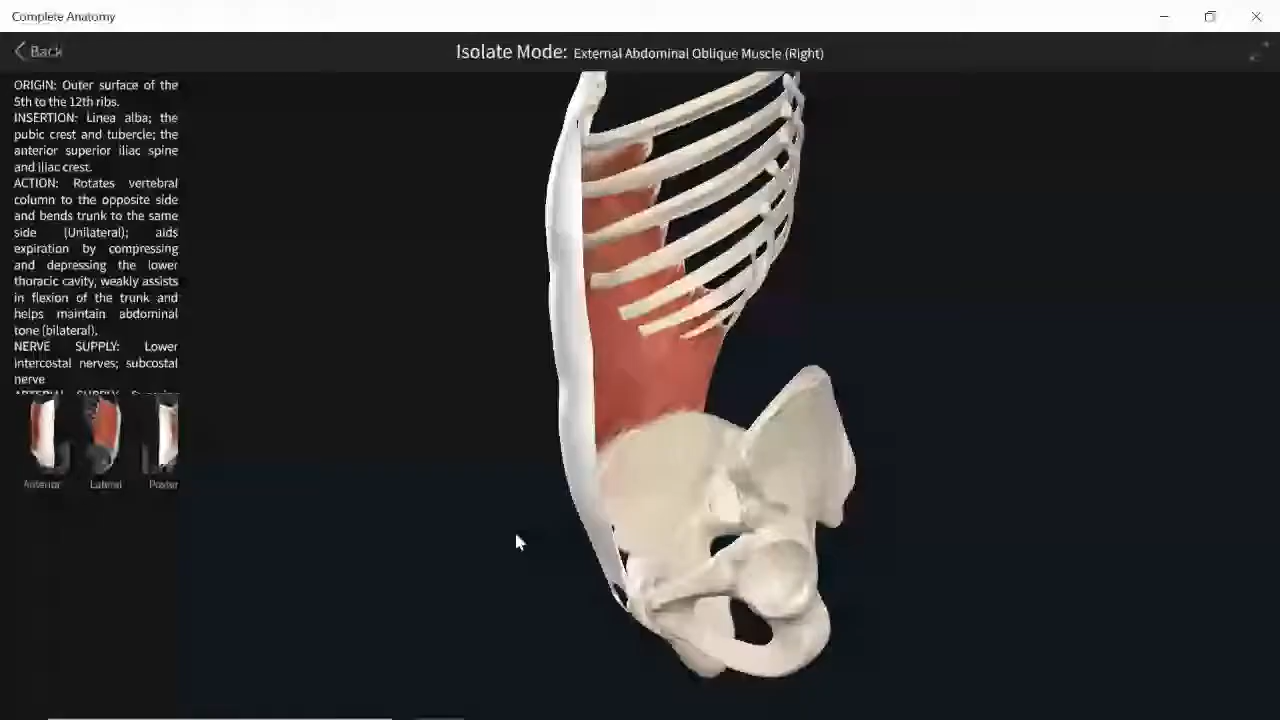 Complete Anatomy
Back
Isolate Mode: External Abdominal Oblique Muscle (Right)
ORIGIN: Outer surface of the
5th to the 12th ribs.
INSERTION: Linea alba; the
pubic crest and tubercle; the
anterior superior iliac spine
and iliac crest.
ACTION: Rotates vertebral
column to the opposite side
and bends trunk to the same
side (Unilateral); aids
expiration by compressing
and depressing the lower
thoracic cavity, weakly assists
in flexion of the trunk and
helps maintain abdominal
tone (bilateral).
NERVE SUPPLY: Lower
intercostal nerves; subcostal
nerve
Anterior Lateral Poster